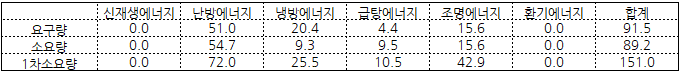 신재생에너지 난방에너지 냉방에너지 급탕에너지 조명에너지 환기에너지 합계
요구량 0.0 51.0 20.4 4.4 15.6 0.0 91.5
소요량 0.0 54.7 9.3 9.5 15.6 0.0 89.2
1차소요량 0.0 72.0 25.5 10.5 42.9 0.0 151.0